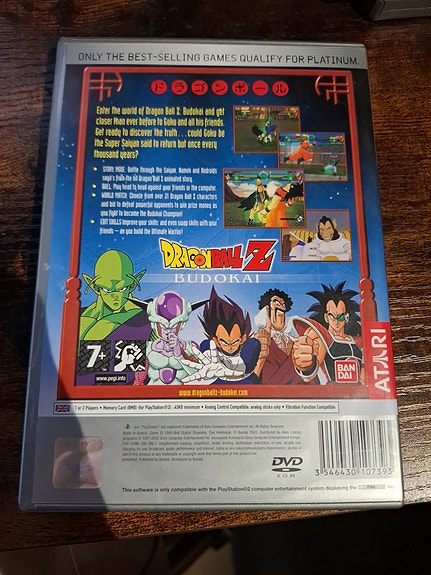 ONLY THE BEST-SELLING GAMES QUALIFY FOR PLATINUM.
ドラゴンボール
Enter the world of Dragon Ball Z: Budokai and get
closer than ever before to Goku and all his friends.
Get ready to discover the truth . . . could Goku be
the Super Saiyan said to return but once every
thousand years?
• STORY MODE: Battle through the Saiyan, Namek and Androids
saga's from the hit Dragon Ball Z animated story.
• DUEL: Play head to head against your friends or the computer.
• WORLD MATCH: Choose from over 21 Dragon Ball Z characters
and bid to defeat powerful opponents to win prize money as
you fight to become the Budokai Champion!
• EDIT SKILLS Improve your skills: and even swap skills with your
friends — as you build the Ultimate Warrior!
DRAGONBALL Z
BUDOKAI
7+
www.pegi.info
BAN
DAI
ATARI
www.dragonballz-budokai.com
1 or 2 Players • Memory Card (8MB) (for PlayStation®2) : 45KB minimum • Analog Control Compatible: analog sticks only • Vibration Function Compatible.
DVD
ROM
3 546430 107393
This software is only compatible with the PlayStation®2 computer entertainment system displaying the PAL